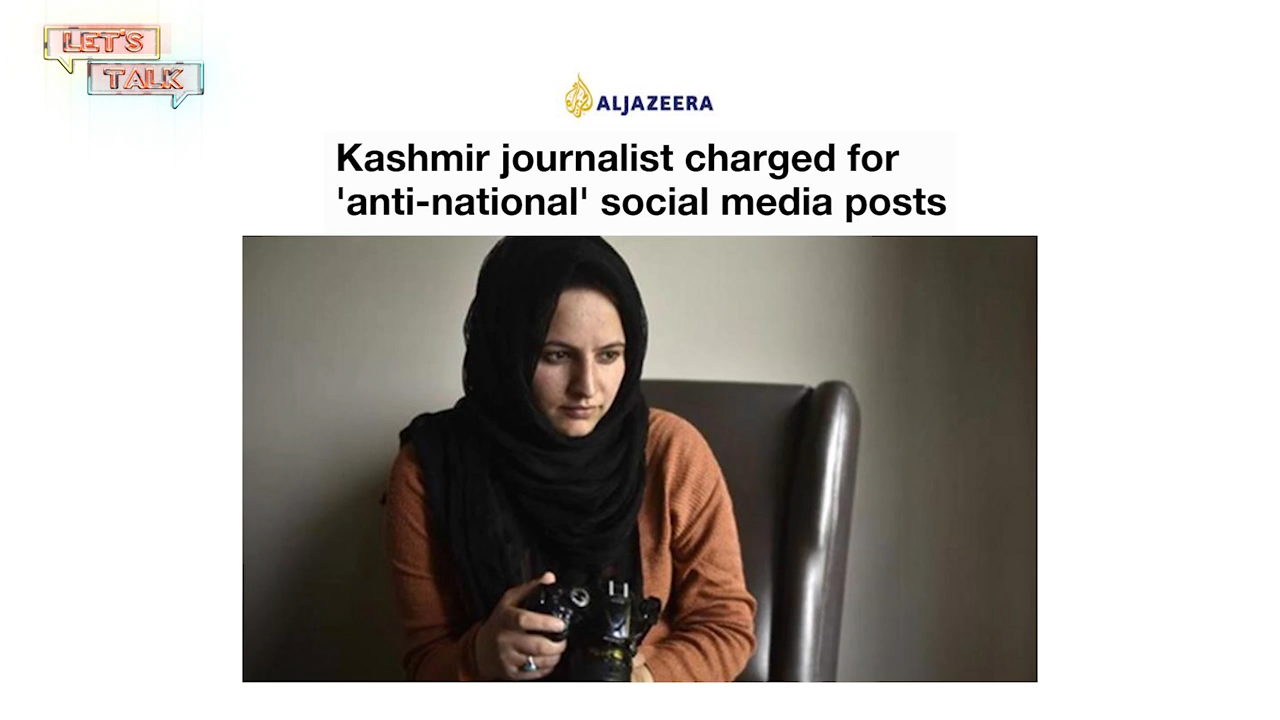 LET'S
TALK
ALJAZEERA
Kashmir journalist charged for
'anti-national' social media posts